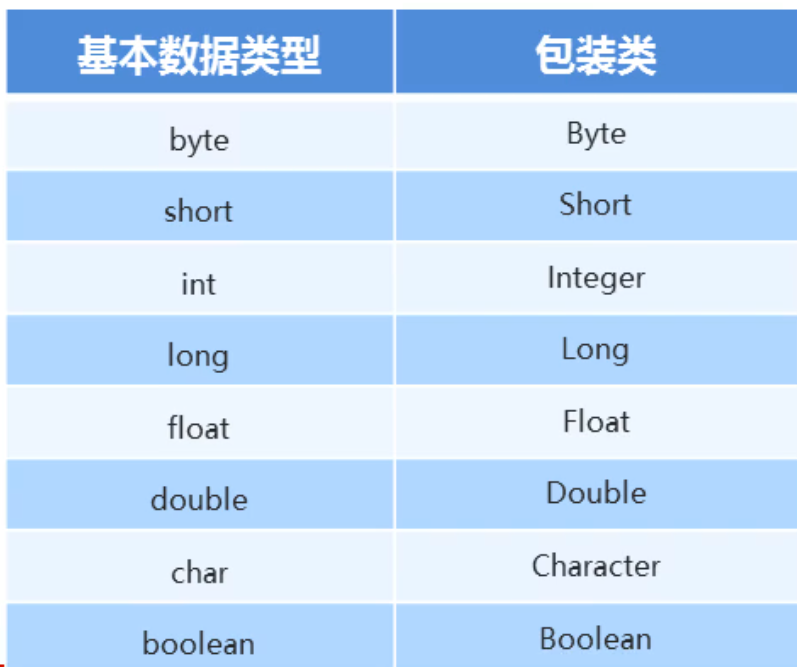 基本数据类型 包装类
byte Byte
short Short
int Integer
long Long
float Float
double Double
char Character
boolean Boolean